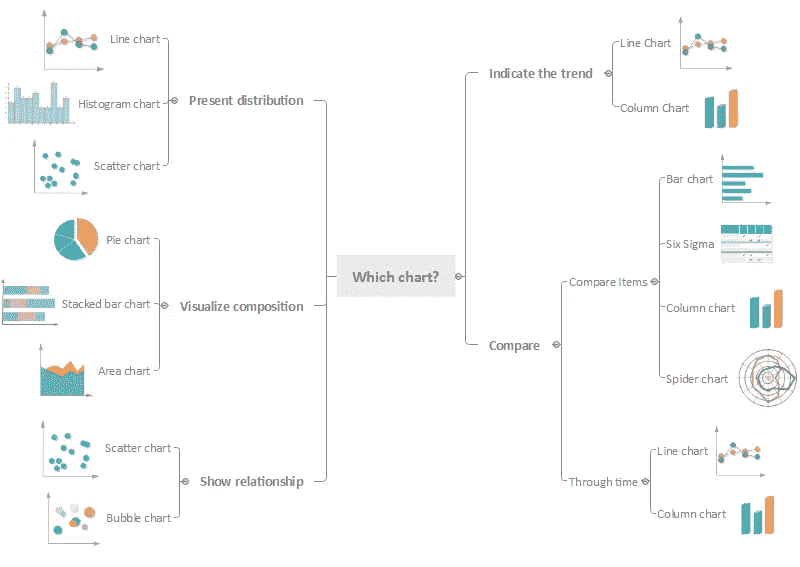 Which chart?
Present distribution
Line chart
Histogram chart
Scatter chart
Visualize composition
Pie chart
Stacked bar chart
Area chart
Show relationship
Scatter chart
Bubble chart
Indicate the trend
Line Chart
Column Chart
Compare
Compare Items
Bar chart
Six Sigma
Column chart
Spider chart
Through time
Line chart
Column chart